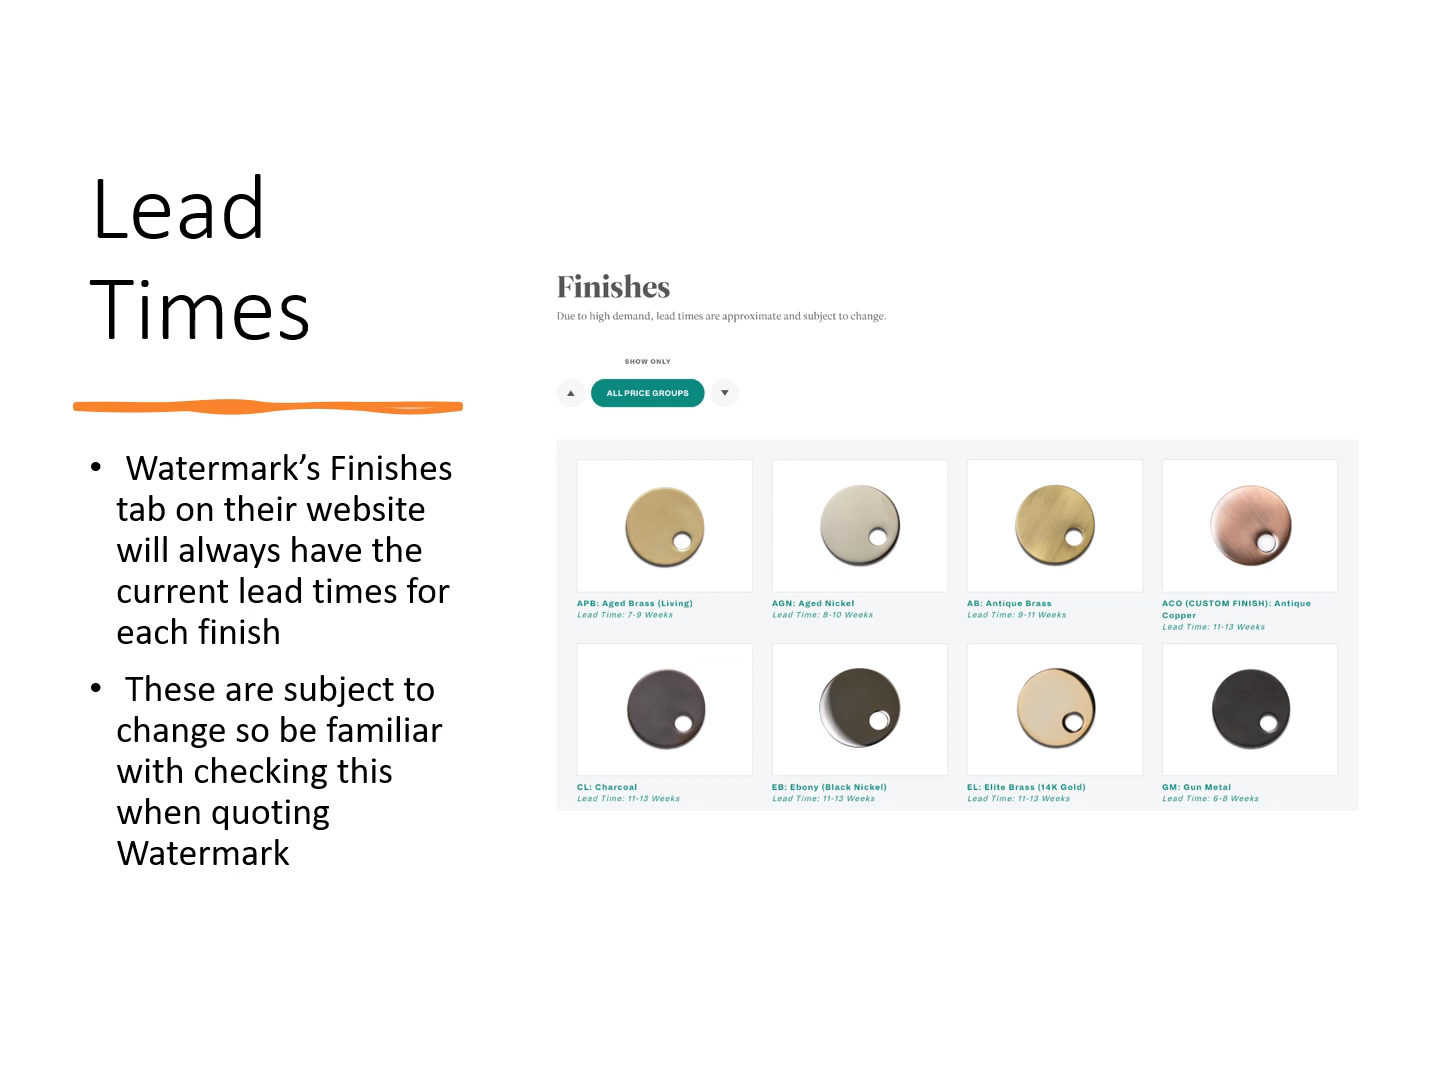 Lead
Times
• Watermark’s Finishes
tab on their website
will always have the
current lead times for
each finish
• These are subject to
change so be familiar
with checking this
when quoting
Watermark
Finishes
Due to high demand, lead times are approximate and subject to change.
SHOW ONLY
ALL PRICE GROUPS
APB: Aged Brass (Living)
Lead Time: 7-9 Weeks
AGN: Aged Nickel
Lead Time: 8-10 Weeks
AB: Antique Brass
Lead Time: 9-11 Weeks
ACO (CUSTOM FINISH): Antique
Copper
Lead Time: 11-13 Weeks
CL: Charcoal
Lead Time: 11-13 Weeks
EB: Ebony (Black Nickel)
Lead Time: 11-13 Weeks
EL: Elite Brass (14K Gold)
Lead Time: 11-13 Weeks
GM: Gun Metal
Lead Time: 6-8 Weeks